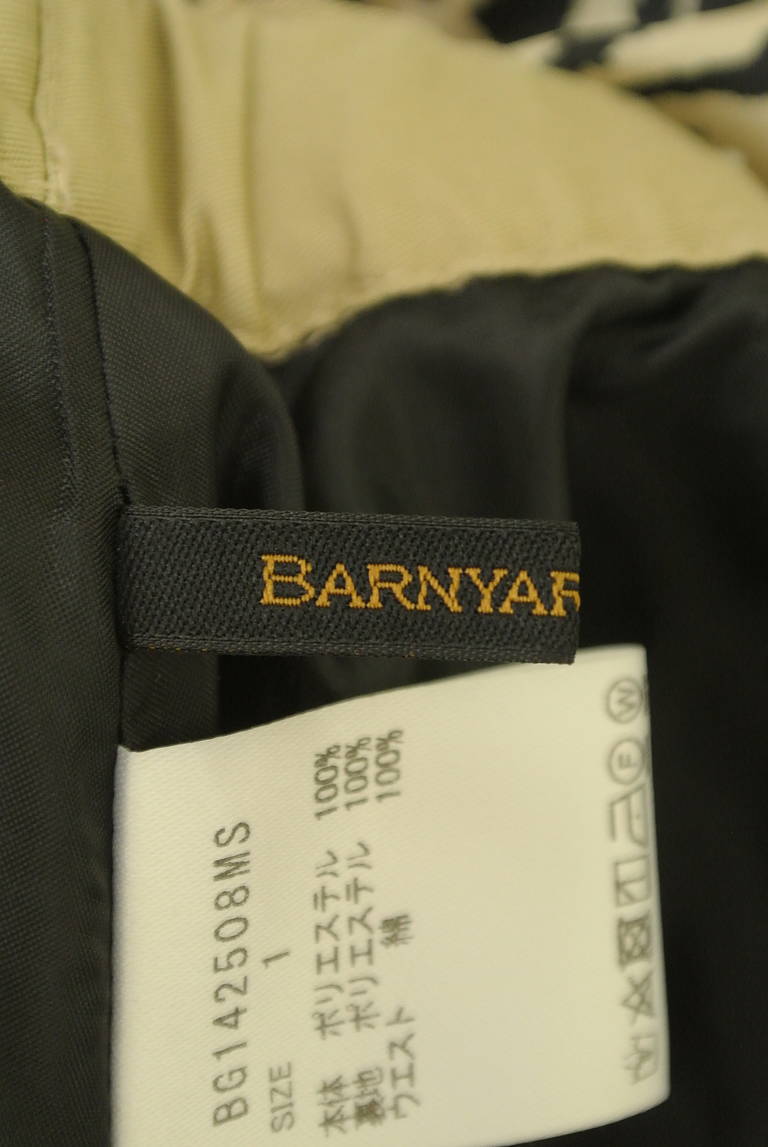 BARNYAR
BG142508MS
SIZE 1
本体 ポリエステル 100%
裏地 ポリエステル 100%
ウエスト 綿 100%
F
W